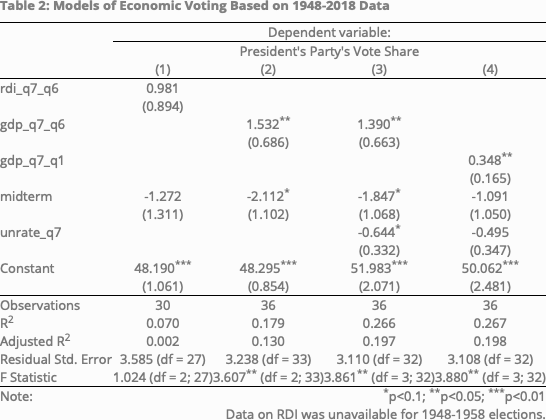 Table 2: Models of Economic Voting Based on 1948-2018 Data
Dependent variable:
President's Party's Vote Share
(1) (2) (3) (4)
rdi_q7_q6 0.981
(0.894)
gdp_q7_q6 1.532** 1.390**
(0.686) (0.663)
gdp_q7_q1 0.348**
(0.165)
midterm -1.272 -2.112* -1.847* -1.091
(1.311) (1.102) (1.068) (1.050)
unrate_q7 -0.644* -0.495
(0.332) (0.347)
Constant 48.190*** 48.295*** 51.983*** 50.062***
(1.061) (0.854) (2.071) (2.481)
Observations 30 36 36 36
R2 0.070 0.179 0.266 0.267
Adjusted R2 0.002 0.130 0.197 0.198
Residual Std. Error 3.585 (df = 27) 3.238 (df = 33) 3.110 (df = 32) 3.108 (df = 32)
F Statistic 1.024 (df = 2; 27) 3.607** (df = 2; 33) 3.861** (df = 3; 32) 3.880** (df = 3; 32)
Note: *p<0.1; **p<0.05; ***p<0.01
Data on RDI was unavailable for 1948-1958 elections.